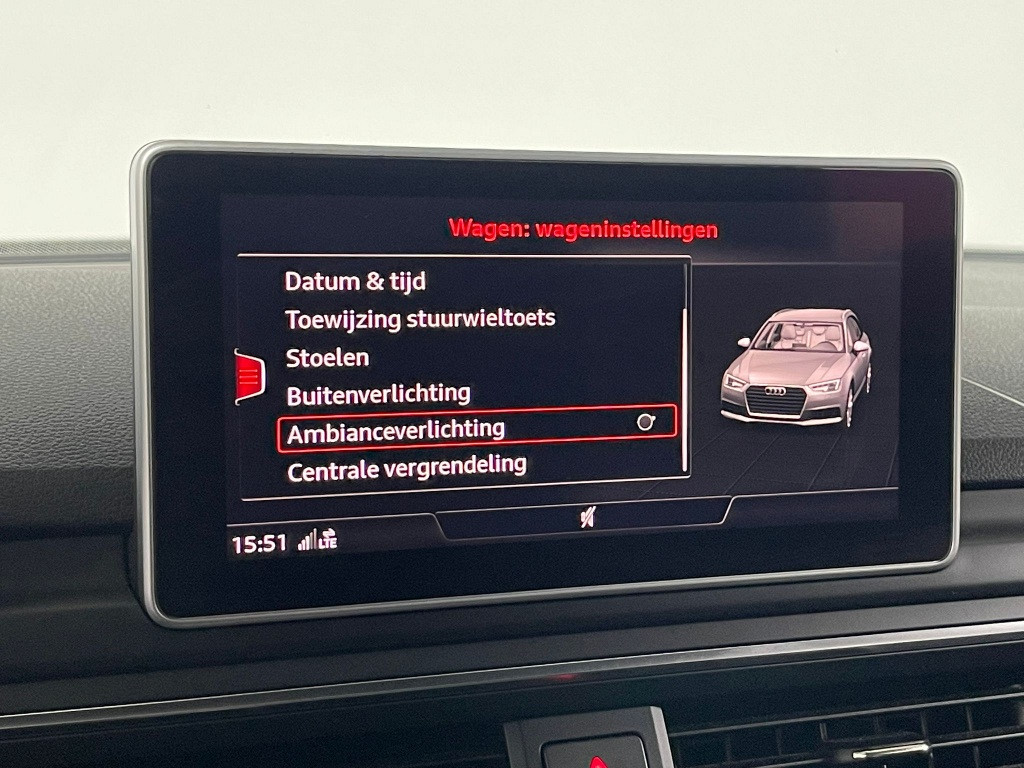 Wagen: wageninstellingen
Datum & tijd
Toewijzing stuurwieltoets
Stoelen
Buitenverlichting
Ambianceverlichting
Centrale vergrendeling
15:51 LTE